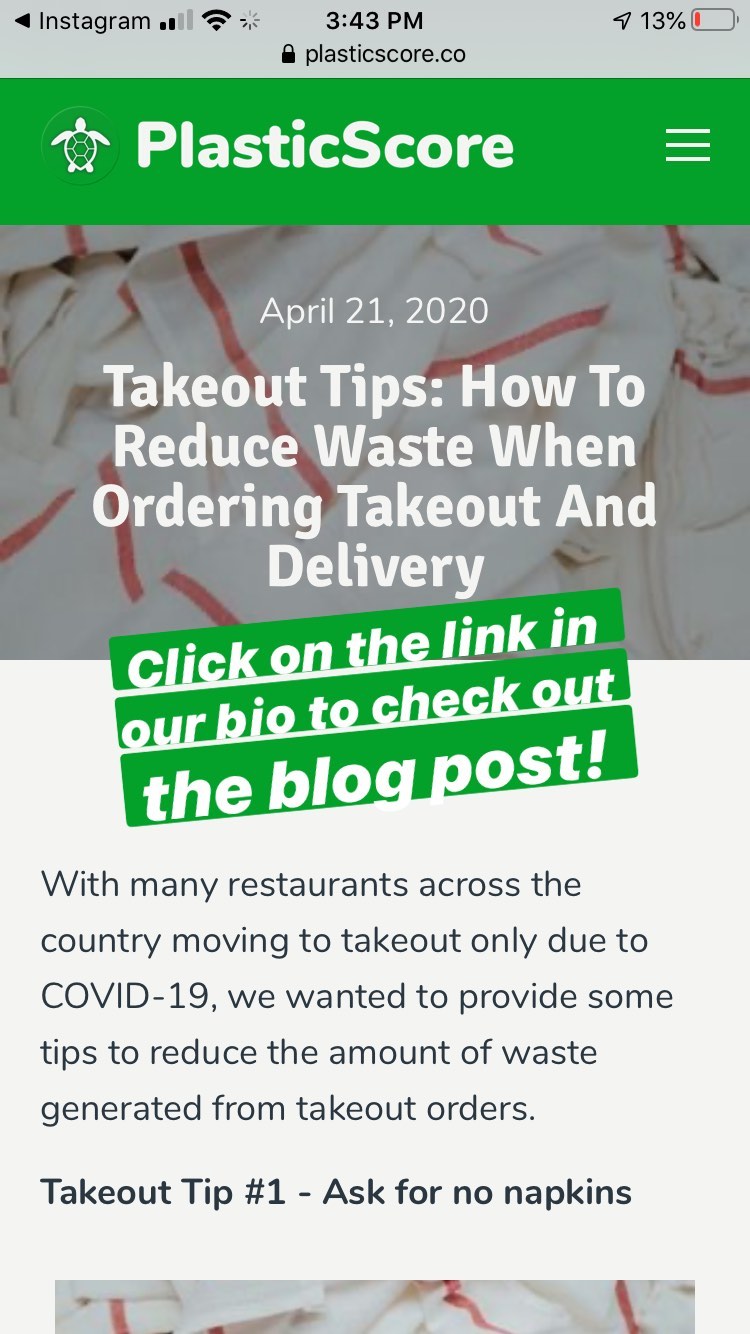 Instagram 3:43 PM 13%
plasticscore.co
PlasticScore
April 21, 2020
Takeout Tips: How To
Reduce Waste When
Ordering Takeout And
Delivery
Click on the link in
our bio to check out
the blog post!
With many restaurants across the
country moving to takeout only due to
COVID-19, we wanted to provide some
tips to reduce the amount of waste
generated from takeout orders.
Takeout Tip #1 - Ask for no napkins